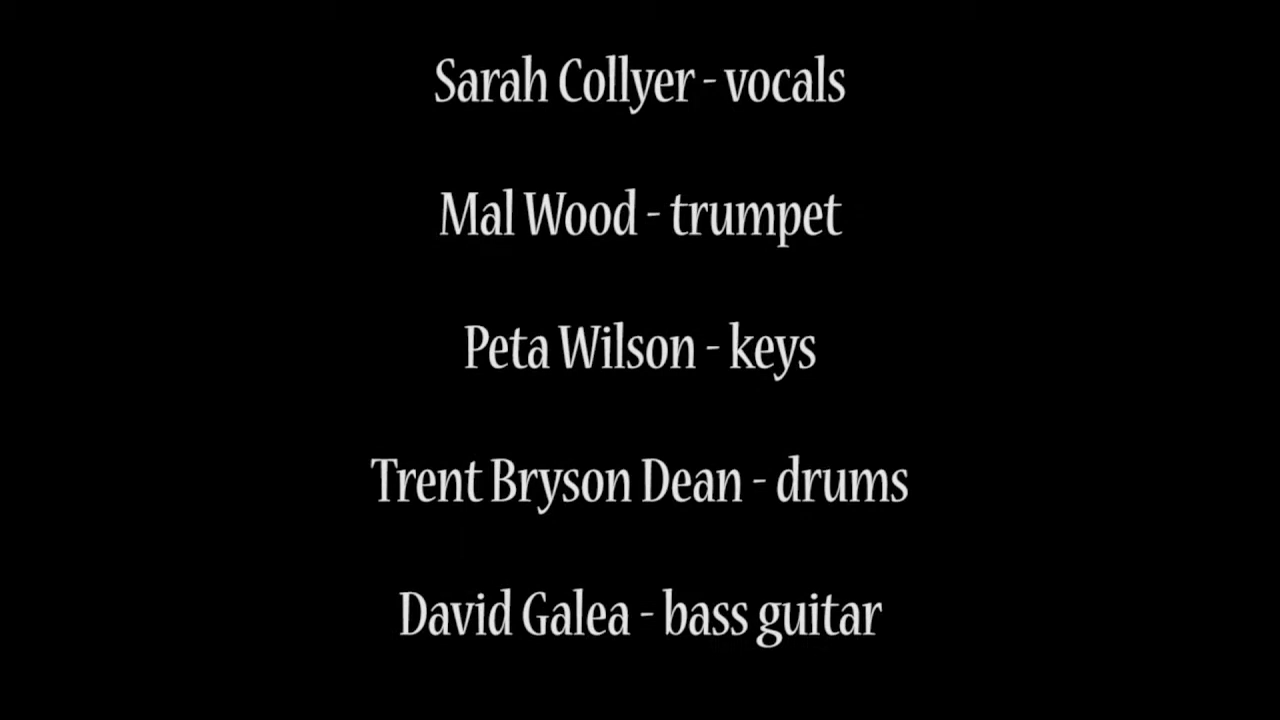 Sarah Collyer - vocals
Mal Wood - trumpet
Peta Wilson - keys
Trent Bryson Dean - drums
David Galea - bass guitar